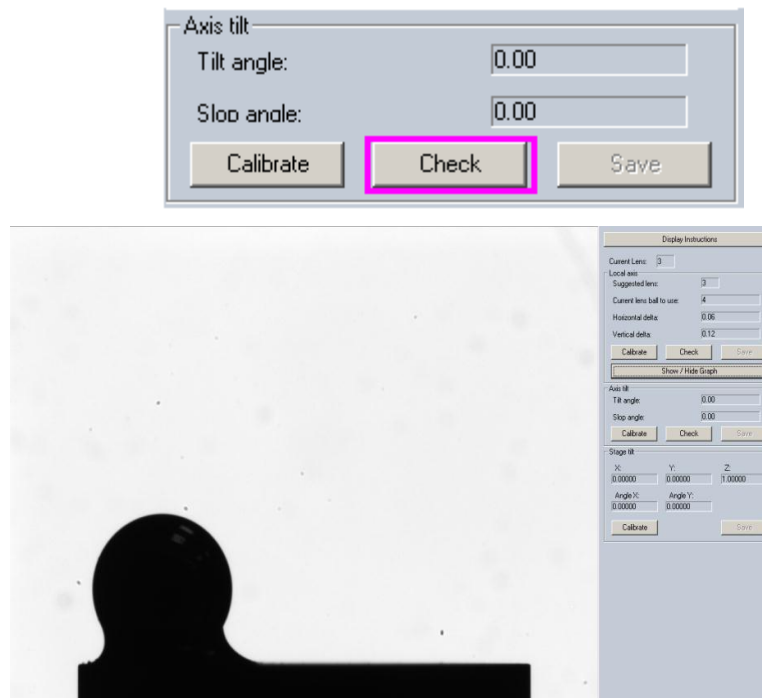 Axis tilt
Tilt angle: 0.00
Slop angle: 0.00
Calibrate Check Save
Display Instructions
Current Lens: 3
Local axis
Suggested lens: 3
Current lens ball to use: 4
Horizontal delta: 0.06
Vertical delta: 0.12
Calibrate Check Save
Show / Hide Graph
Axis tilt
Tilt angle: 0.00
Slop angle: 0.00
Calibrate Check Save
Stage tilt
X: Y: Z:
0.00000 0.00000 1.00000
Angle X: Angle Y:
0.00000 0.00000
Calibrate Save